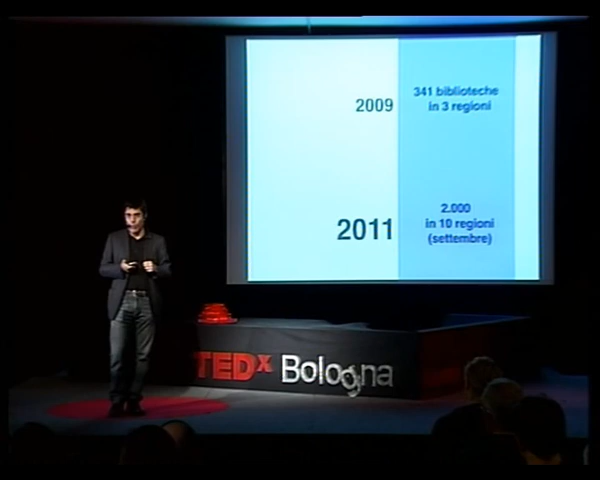 2009
341 biblioteche
in 3 regioni
2011
2.000
in 10 regioni
(settembre)
TEDx Bologna